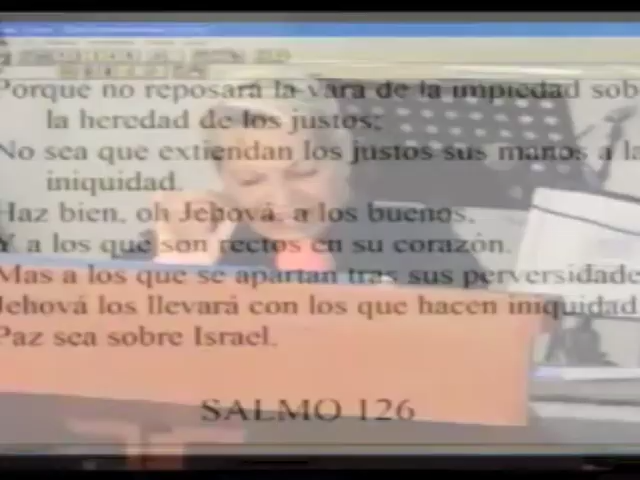 Porque no reposará la vara de la impiedad sob
la heredad de los justos;
No sea que extiendan los justos sus manos a la
iniquidad.
Haz bien, oh Jehová, a los buenos,
Y a los que son rectos en su corazón.
Mas a los que se apartan tras sus perversidade
Jehová los llevará con los que hacen iniquidad
Paz sea sobre Israel.
SALMO 126